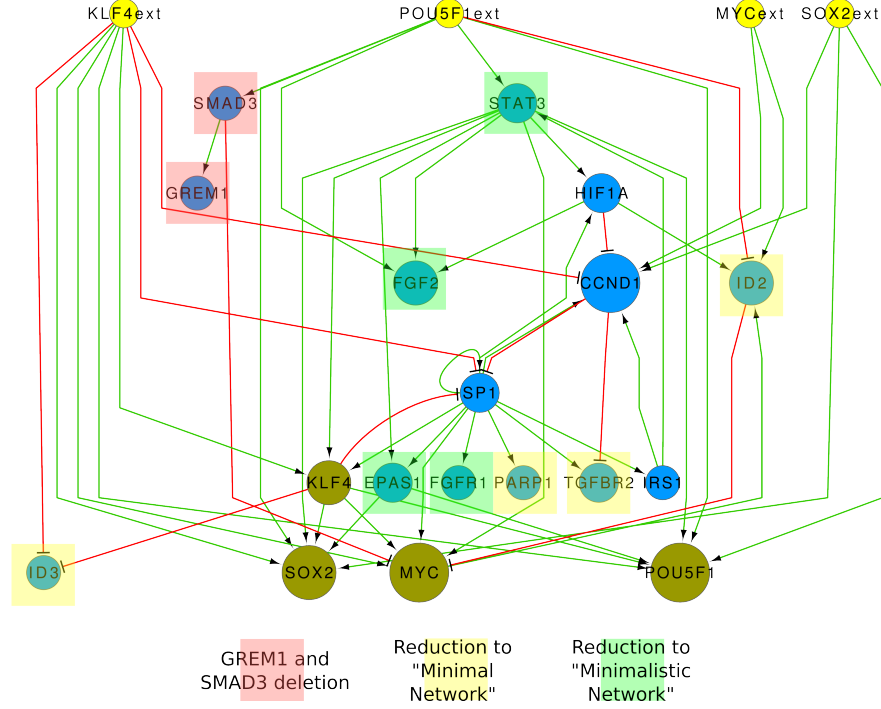 KLF4ext
POU5F1ext
MYCext
SOX2ext
SMAD3
STAT3
GREM1
HIF1A
FGF2
CCND1
ID2
SP1
KLF4
EPAS1
FGFR1
PARP1
TGFBR2
IRS1
ID3
SOX2
MYC
POU5F1
GREM1 and
SMAD3 deletion
Reduction to
"Minimal
Network"
Reduction to
"Minimalistic
Network"